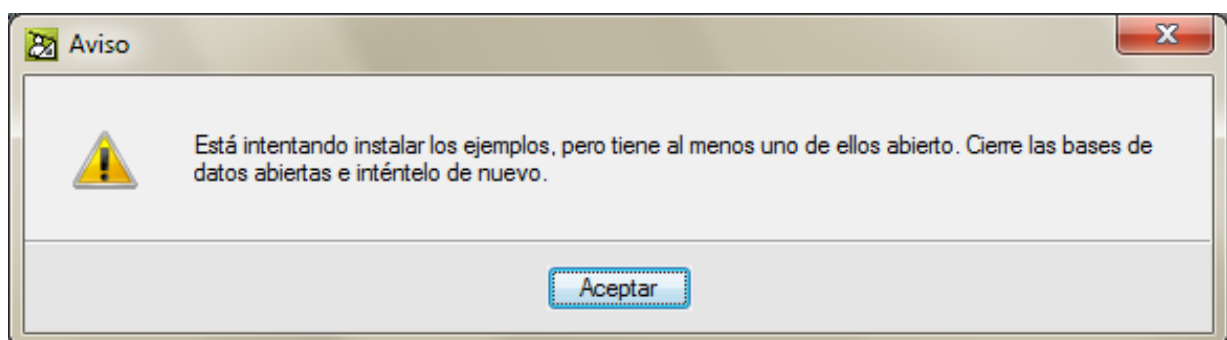 Aviso
Está intentando instalar los ejemplos, pero tiene al menos uno de ellos abierto. Cierre las bases de
datos abiertas e inténtelo de nuevo.
Aceptar